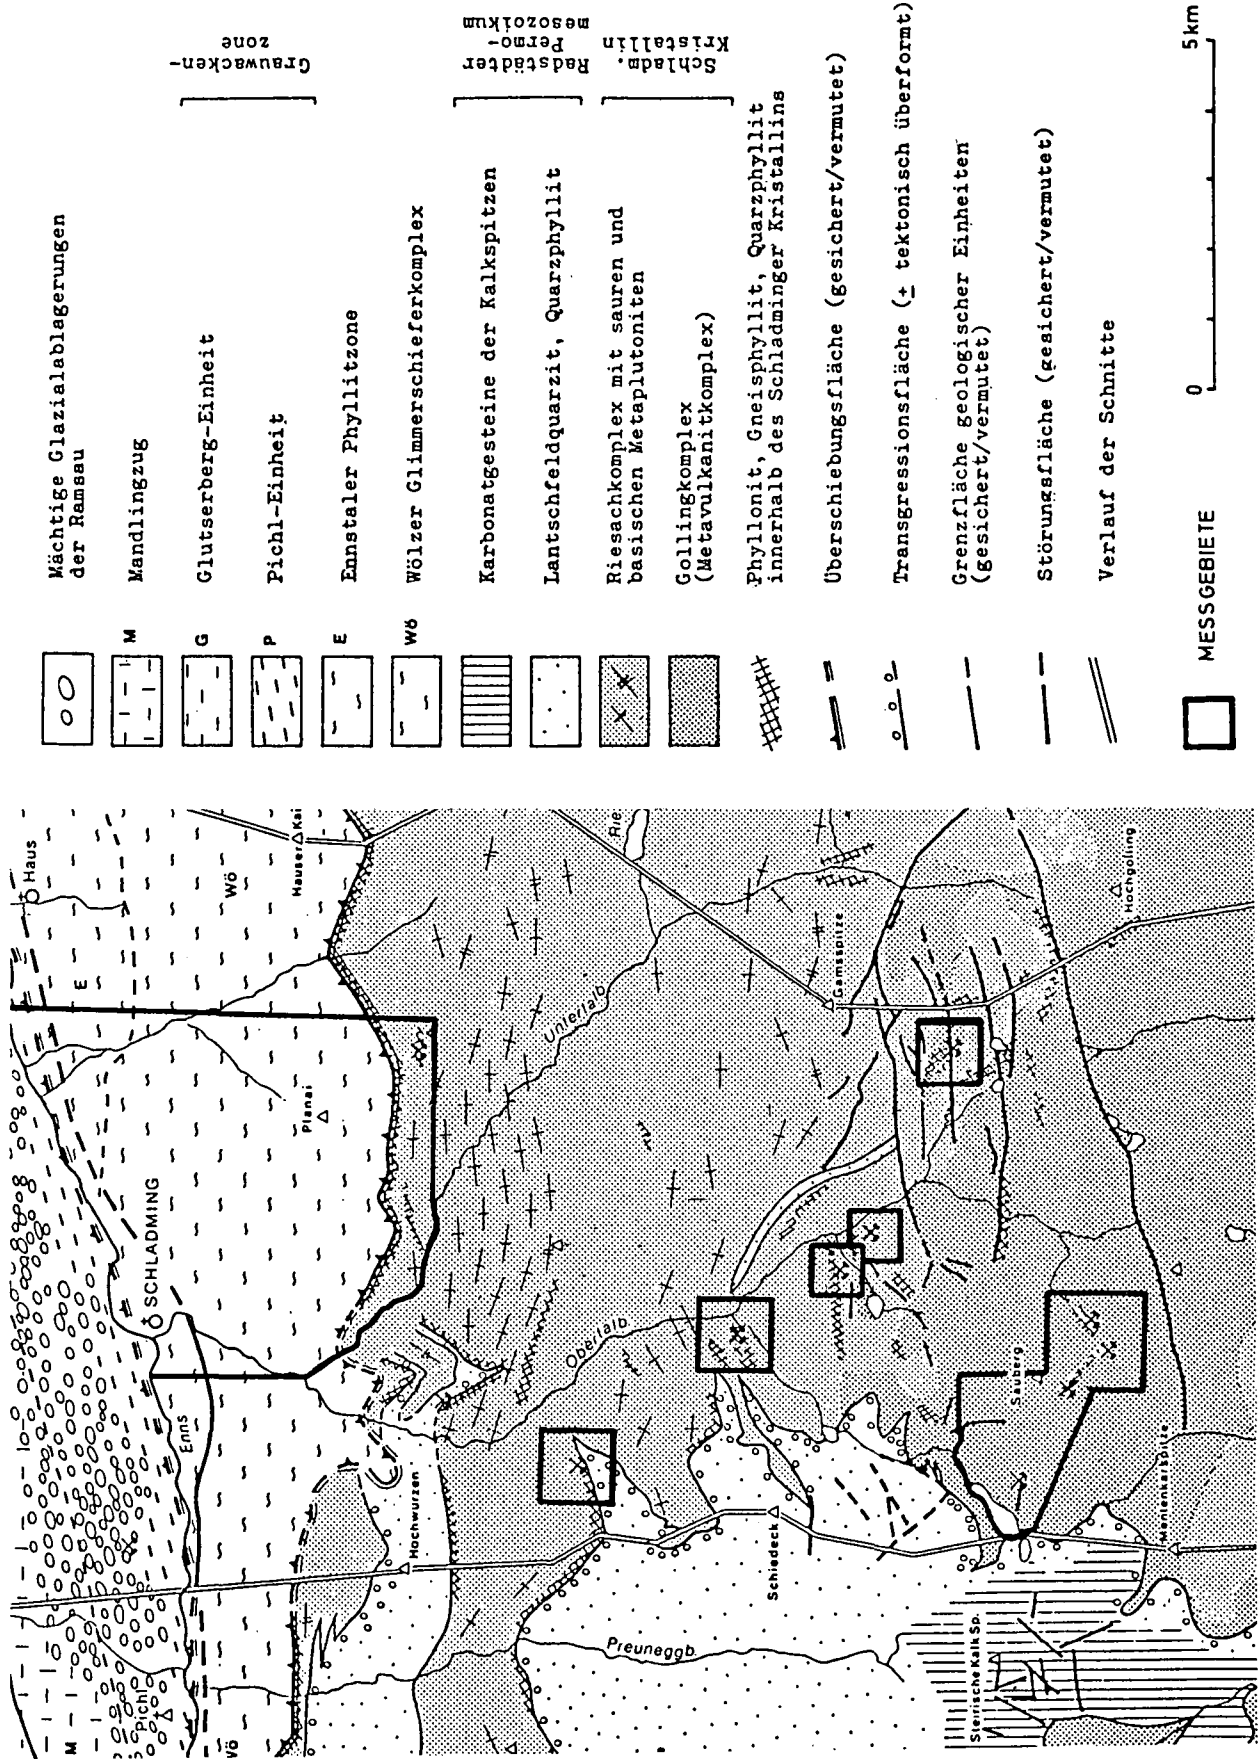 Mächtige Glazialablagerungen
der Ramsau
M
Mandlingzug
G
Glutserberg-Einheit
P
Pichl-Einheit
Grauwacken-
zone
E
Ennstaler Phyllitzone
Wö
Wölzer Glimmerschieferkomplex
Karbonatgesteine der Kalkspitzen
Lantschfeldquarzit, Quarzphyllit
Radstädter
Permo-
mesozoikum
Riesachkomplex mit sauren und
basischen Metaplutoniten
Gollingkomplex
(Metavulkanitkomplex)
Schladm.
Kristallin
Phyllonit, Gneisphyllit, Quarzphyllit
innerhalb des Schladminger Kristallins
Überschiebungsfläche (gesichert/vermutet)
Transgressionsfläche (± tektonisch überformt)
Grenzfläche geologischer Einheiten
(gesichert/vermutet)
Störungsfläche (gesichert/vermutet)
Verlauf der Schnitte
MESSGEBIETE
0
5km
M
Pichl
Wö
Enns
SCHLADMING
E
Haus
Wö
Hauser Kai
Planai
Hochwurzen
Preuneggb.
Oberlalb
Unterlalb
Rie
Schiedeck
Gamsspitze
Sauberg
Hochgolling
Steirische Kalk Sp.